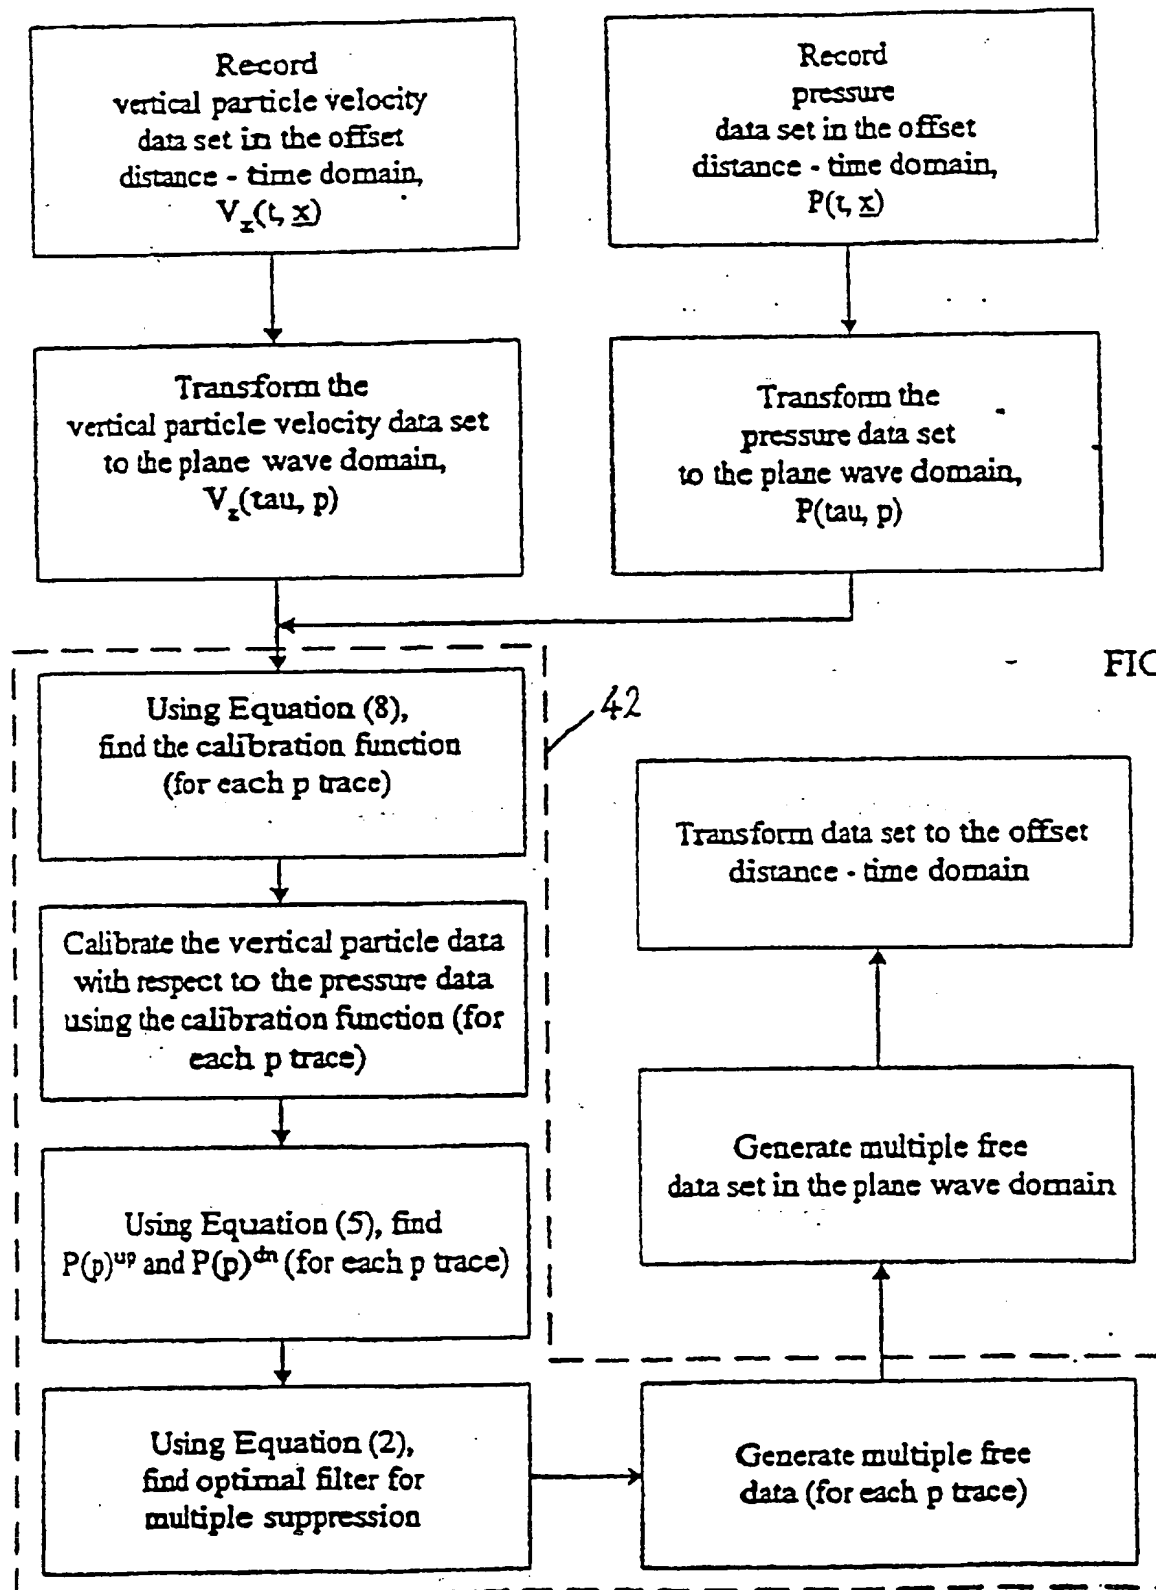 Record
vertical particle velocity
data set in the offset
distance - time domain,
V_z(t, x)
Record
pressure
data set in the offset
distance - time domain,
P(t, x)
Transform the
vertical particle velocity data set
to the plane wave domain,
V_z(tau, p)
Transform the
pressure data set
to the plane wave domain,
P(tau, p)
FIG
42
Using Equation (8),
find the calibration function
(for each p trace)
Transform data set to the offset
distance - time domain
Calibrate the vertical particle data
with respect to the pressure data
using the calibration function (for
each p trace)
Generate multiple free
data set in the plane wave domain
Using Equation (5), find
P(p)^up and P(p)^dn (for each p trace)
Using Equation (2),
find optimal filter for
multiple suppression
Generate multiple free
data (for each p trace)